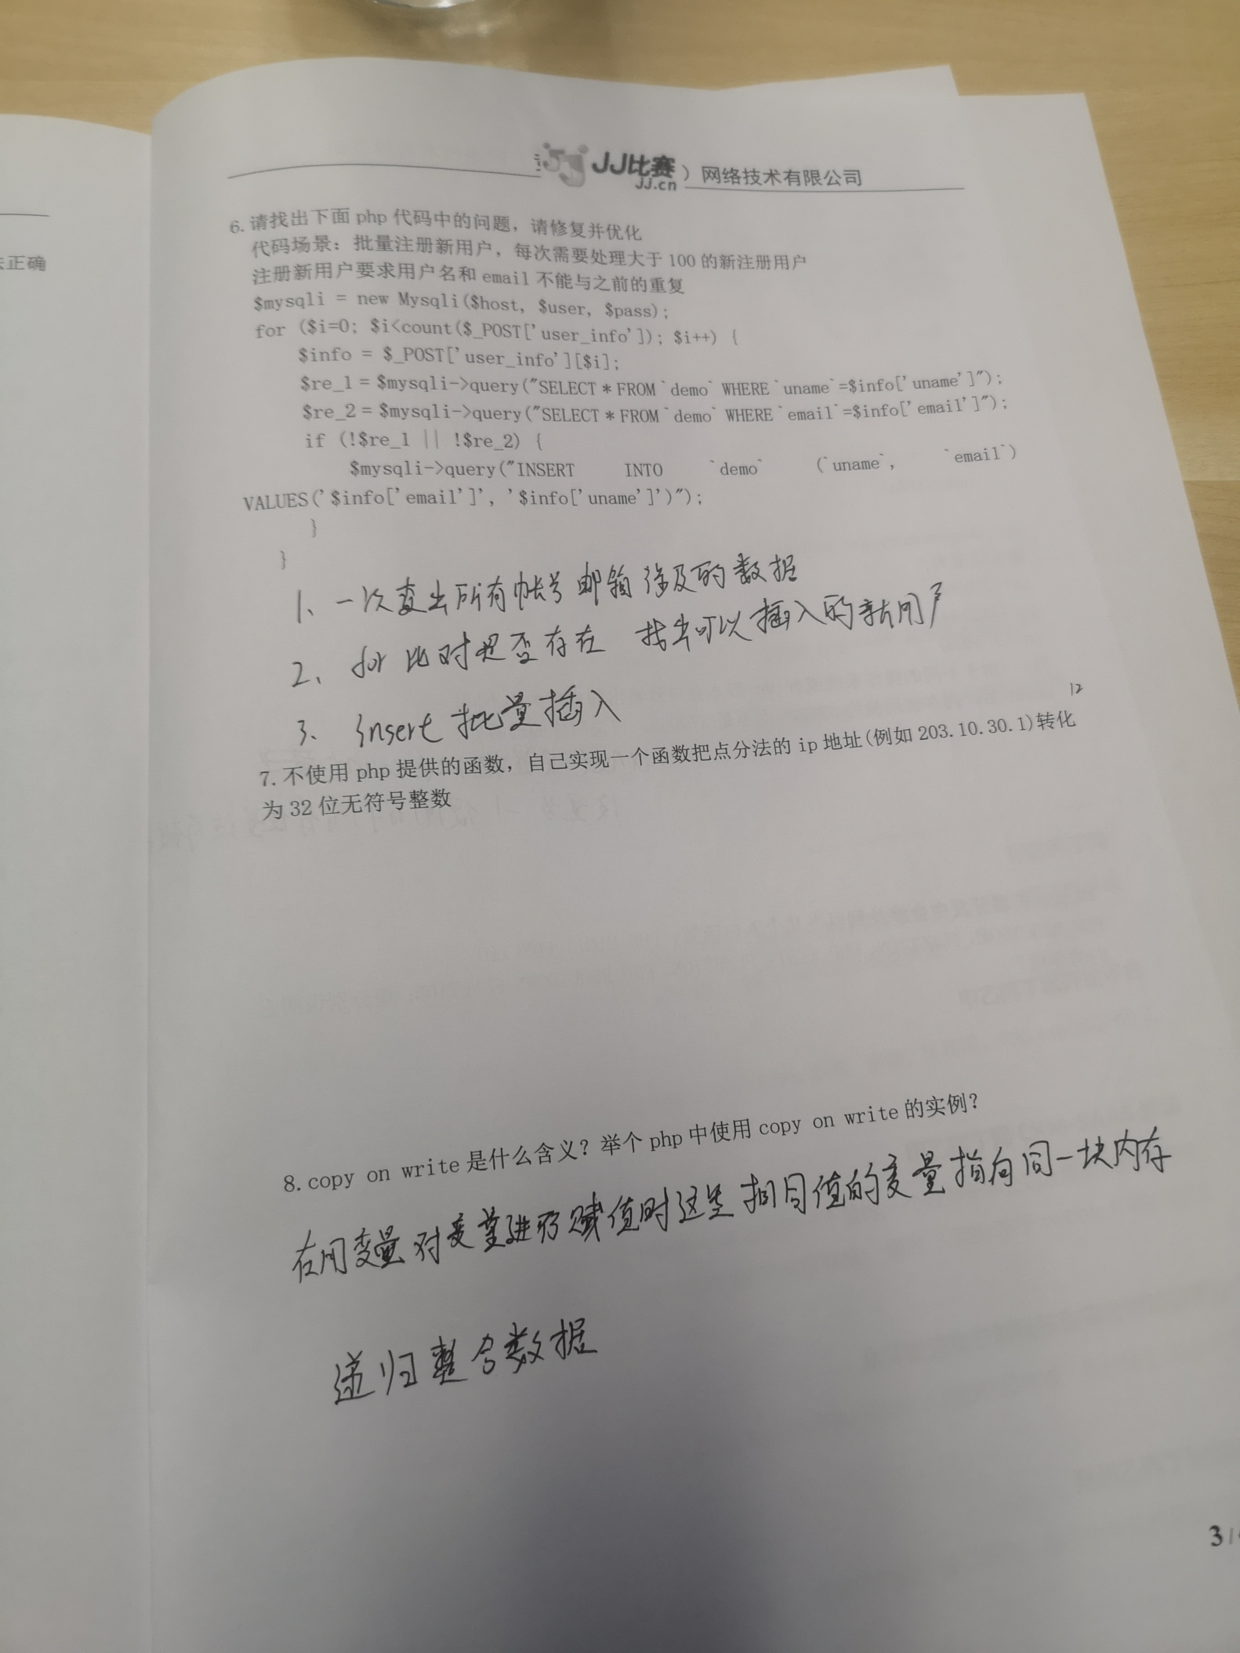 去正确
JJ比赛
JJ.cn
）网络技术有限公司
6.请找出下面 php 代码中的问题，请修复并优化
代码场景：批量注册新用户，每次需要处理大于 100 的新注册用户
注册新用户要求用户名和 email 不能与之前的重复
$mysqli = new Mysqli($host, $user, $pass);
for ($i=0; $i<count($_POST['user_info']); $i++) {
$info = $_POST['user_info'][$i];
$re_1 = $mysqli->query("SELECT * FROM `demo` WHERE `uname`=$info['uname']");
$re_2 = $mysqli->query("SELECT * FROM `demo` WHERE `email`=$info['email']");
if (!$re_1 || !$re_2) {
$mysqli->query("INSERT INTO `demo` (`uname`, `email`)
VALUES('$info['email']', '$info['uname']')");
}
}
1、一次查出所有帐号邮箱涉及的数据
2、for 比对是否存在 找出可以插入的新用户
3、insert 批量插入
12
7.不使用 php 提供的函数，自己实现一个函数把点分法的 ip 地址(例如 203.10.30.1)转化
为 32 位无符号整数
8.copy on write 是什么含义？举个 php 中使用 copy on write 的实例？
在用变量对变量进行赋值时这些相同值的变量指向同一块内存
递归整合数据
3 /